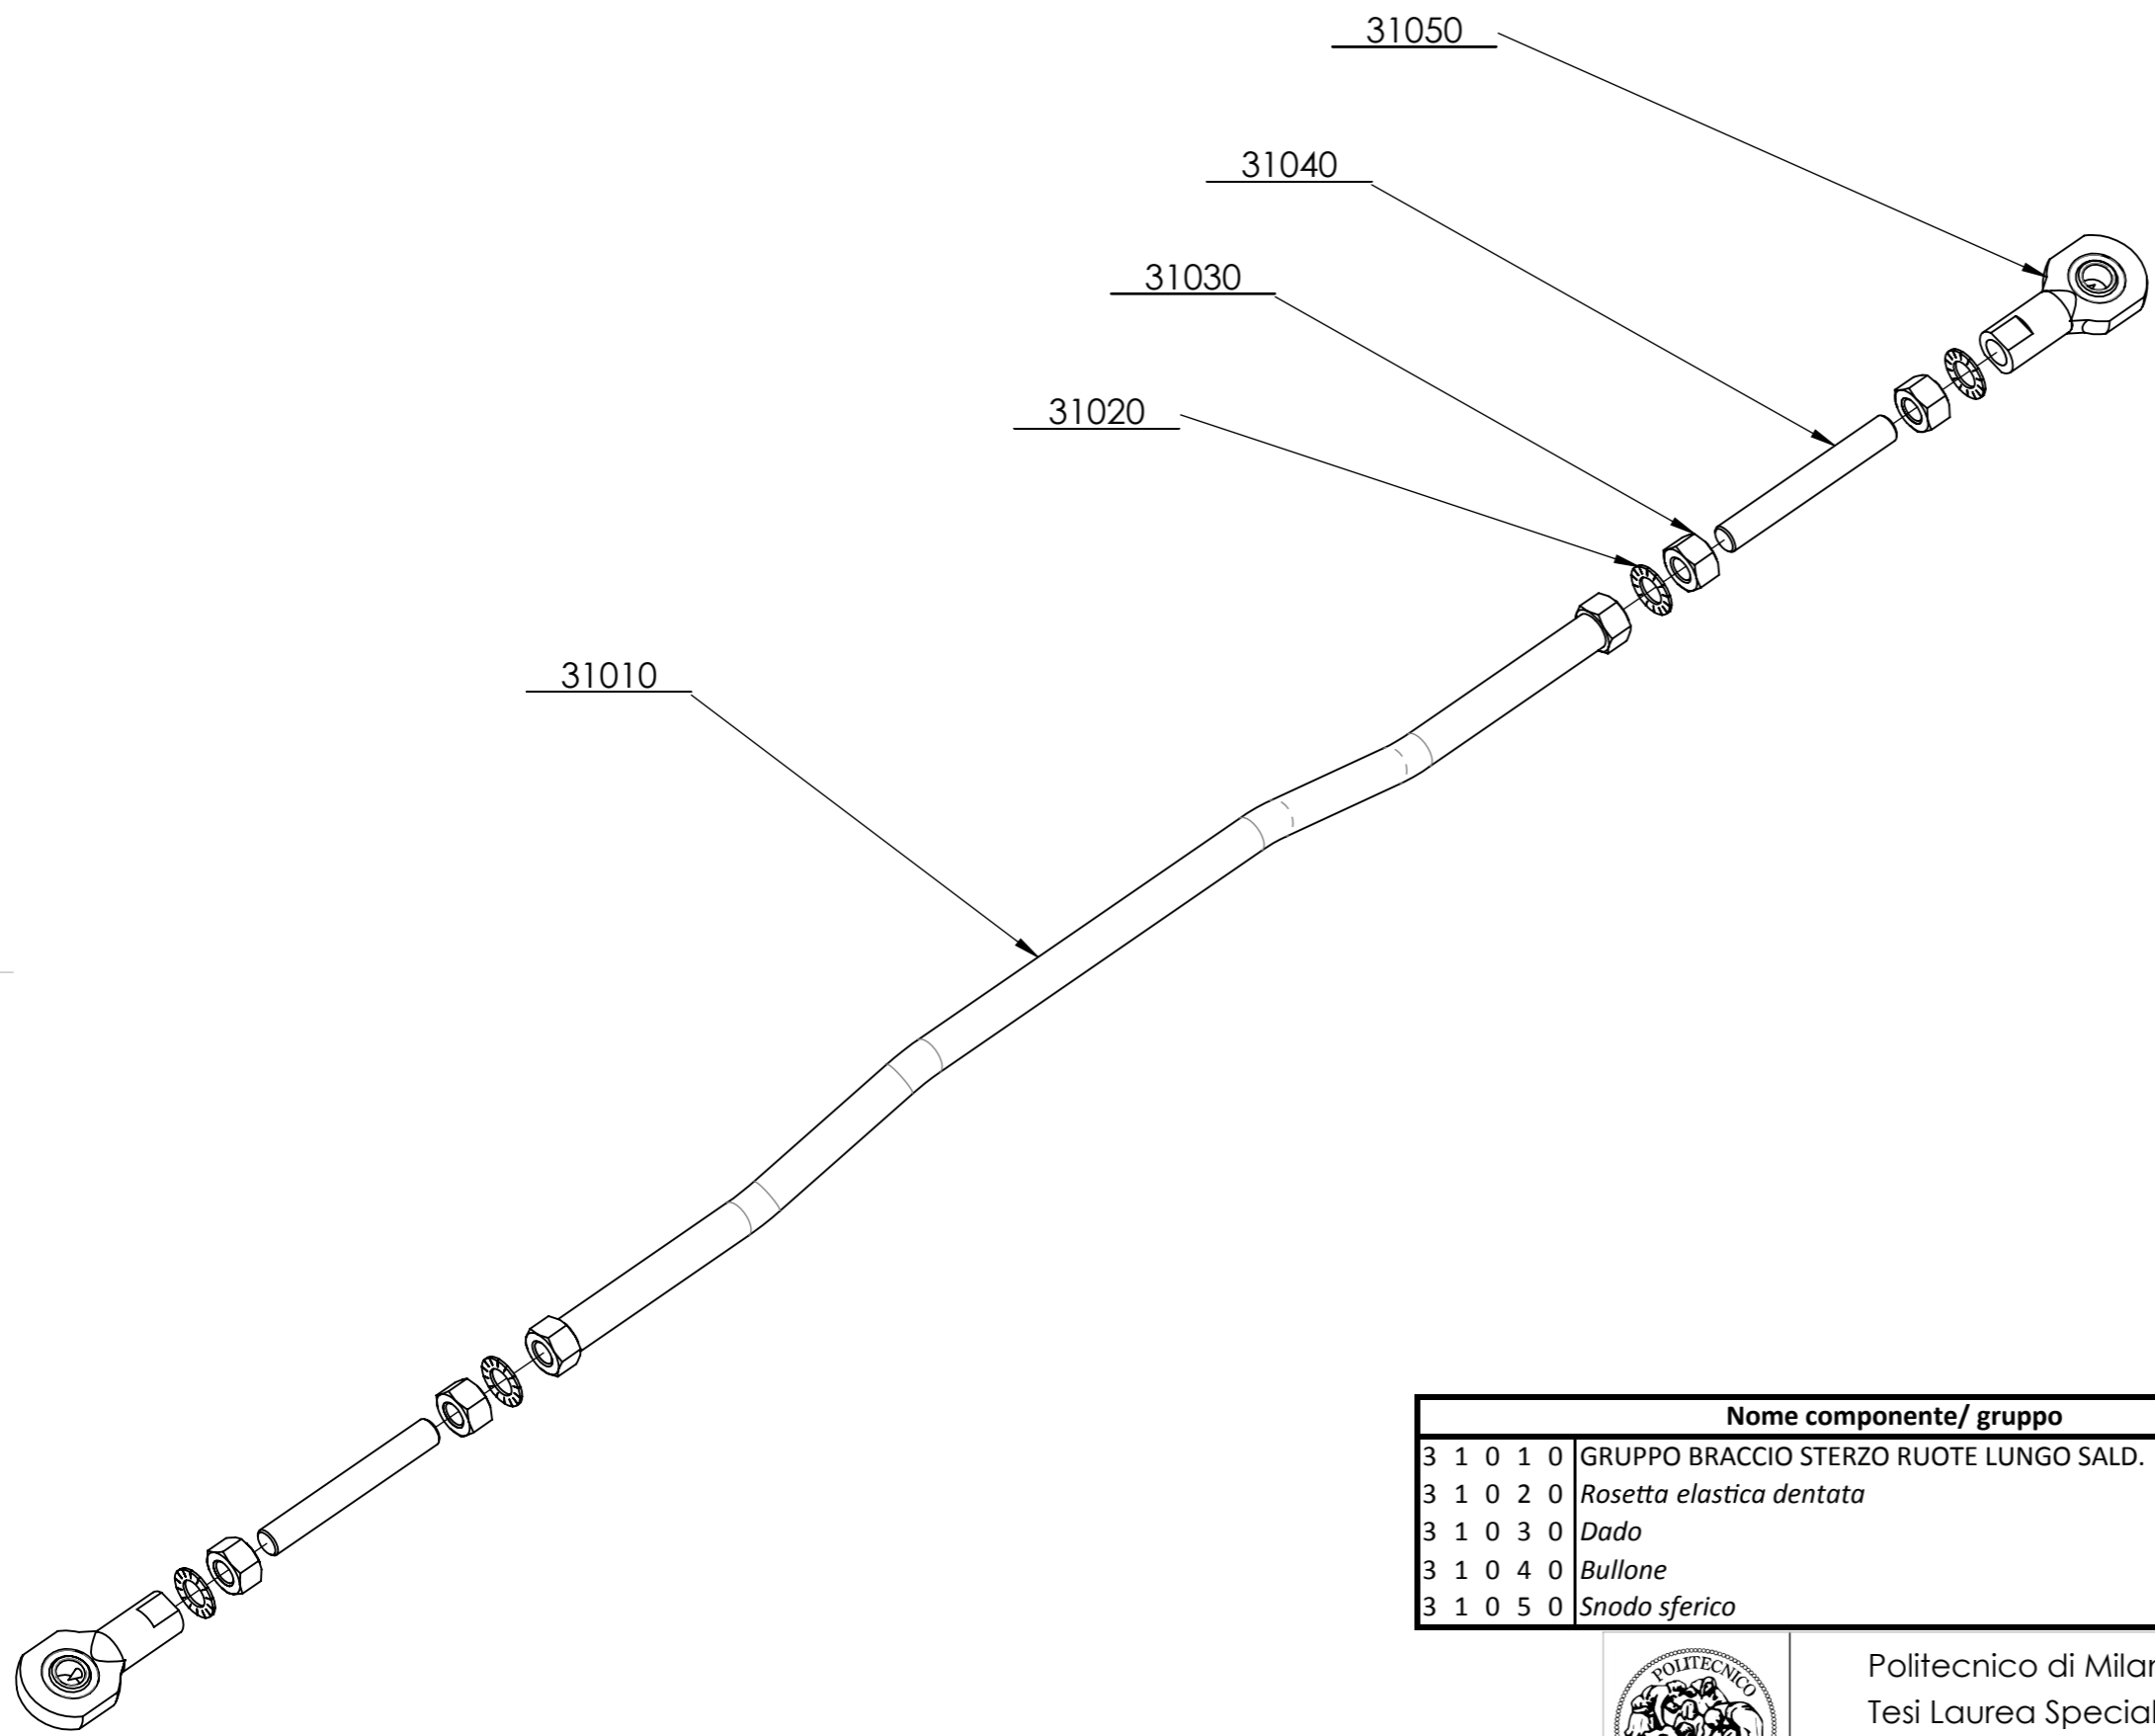 31050
31040
31030
31020
31010
Nome componente/ gruppo
3 1 0 1 0 GRUPPO BRACCIO STERZO RUOTE LUNGO SALD.
3 1 0 2 0 Rosetta elastica dentata
3 1 0 3 0 Dado
3 1 0 4 0 Bullone
3 1 0 5 0 Snodo sferico
POLITECNICO
Politecnico di Milan
Tesi Laurea Special